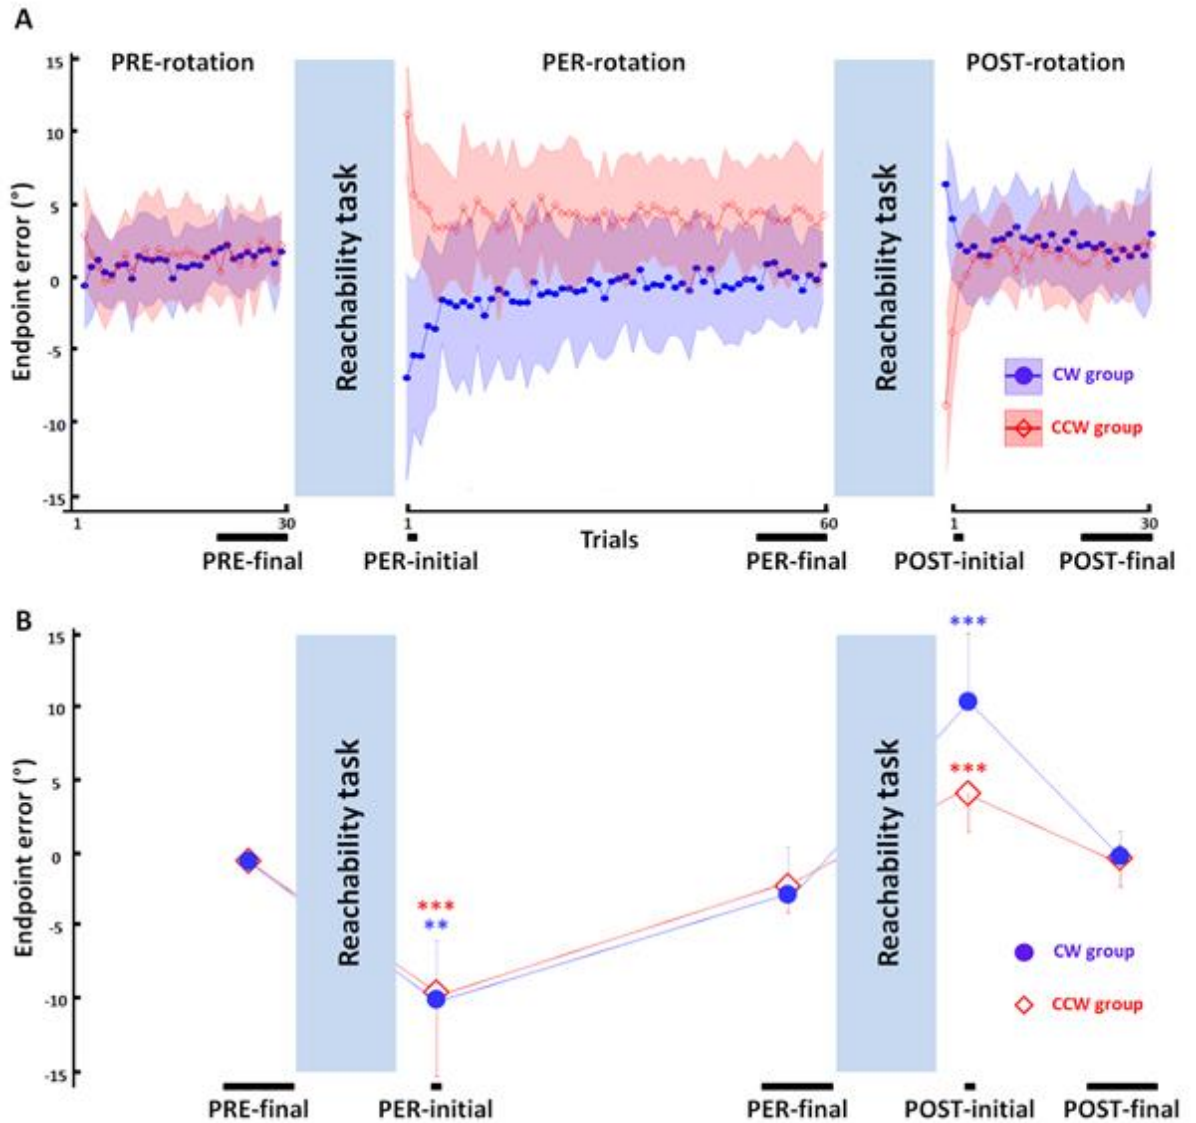 A
PRE-rotation
PER-rotation
POST-rotation
15
10
5
0
-5
-10
-15
Endpoint error (°)
Reachability task
Reachability task
CW group
CCW group
1
30
1
60
1
30
Trials
PRE-final
PER-initial
PER-final
POST-initial
POST-final
B
15
10
5
0
-5
-10
-15
Endpoint error (°)
Reachability task
Reachability task
***
**
***
***
CW group
CCW group
PRE-final
PER-initial
PER-final
POST-initial
POST-final